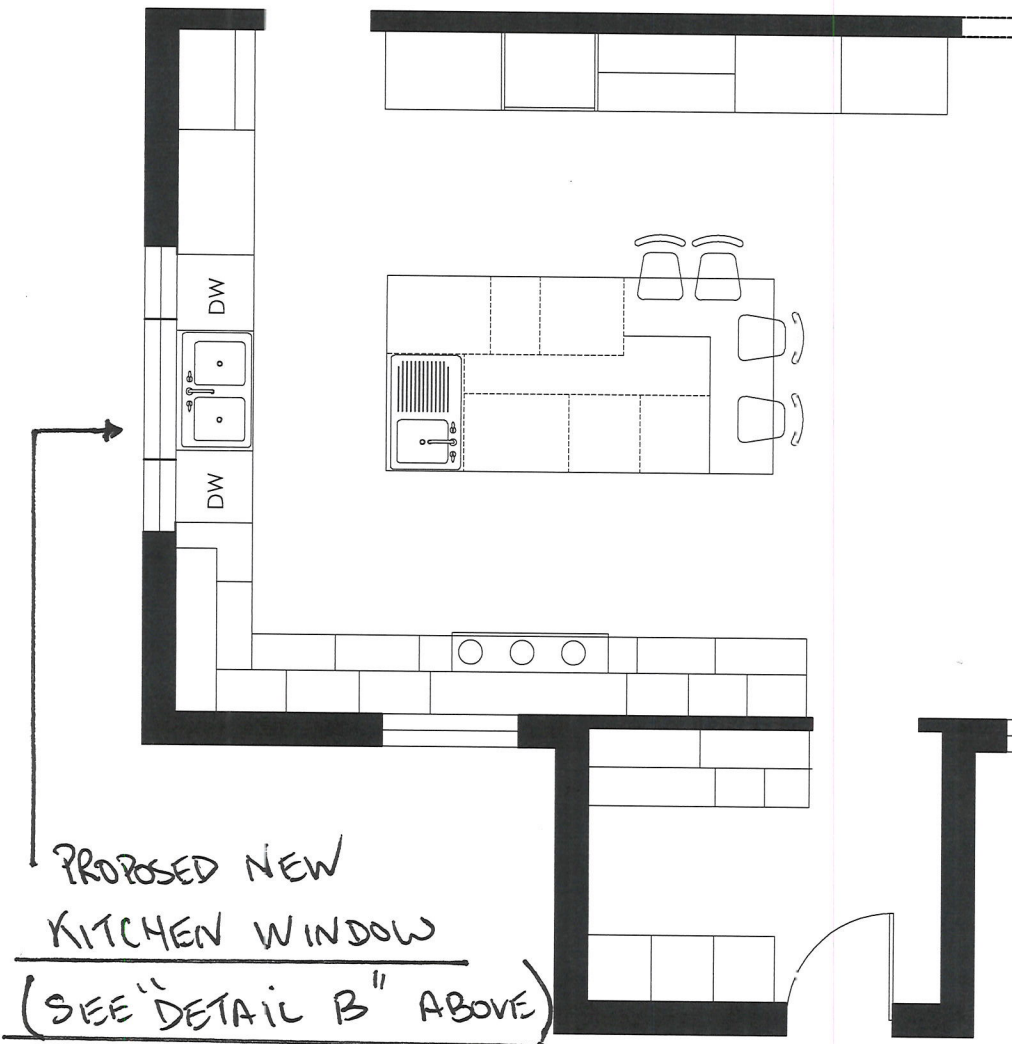 DW
DW
PROPOSED NEW
KITCHEN WINDOW
(SEE "DETAIL B" ABOVE)